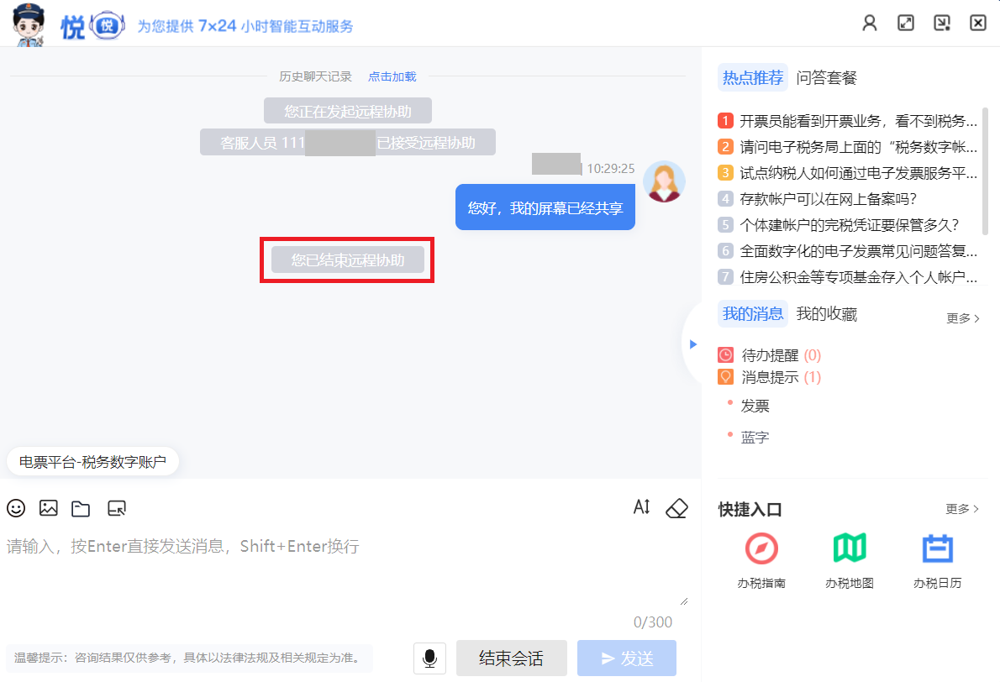 悦 悦 为您提供 7×24 小时智能互动服务
历史聊天记录 点击加载
您正在发起远程协助
客服人员 111 已接受远程协助
10:29:25
您好，我的屏幕已经共享
您已结束远程协助
电票平台-税务数字账户
请输入，按Enter直接发送消息，Shift+Enter换行
0/300
温馨提示：咨询结果仅供参考，具体以法律法规及相关规定为准。
结束会话
发送
热点推荐 问答套餐
1 开票员能看到开票业务，看不到税务...
2 请问电子税务局上面的“税务数字帐...
3 试点纳税人如何通过电子发票服务平...
4 存款帐户可以在网上备案吗？
5 个体建帐户的完税凭证要保管多久？
6 全面数字化的电子发票常见问题答复...
7 住房公积金等专项基金存入个人帐户...
我的消息 我的收藏 更多
待办提醒 (0)
消息提示 (1)
发票
蓝字
快捷入口 更多
办税指南 办税地图 办税日历